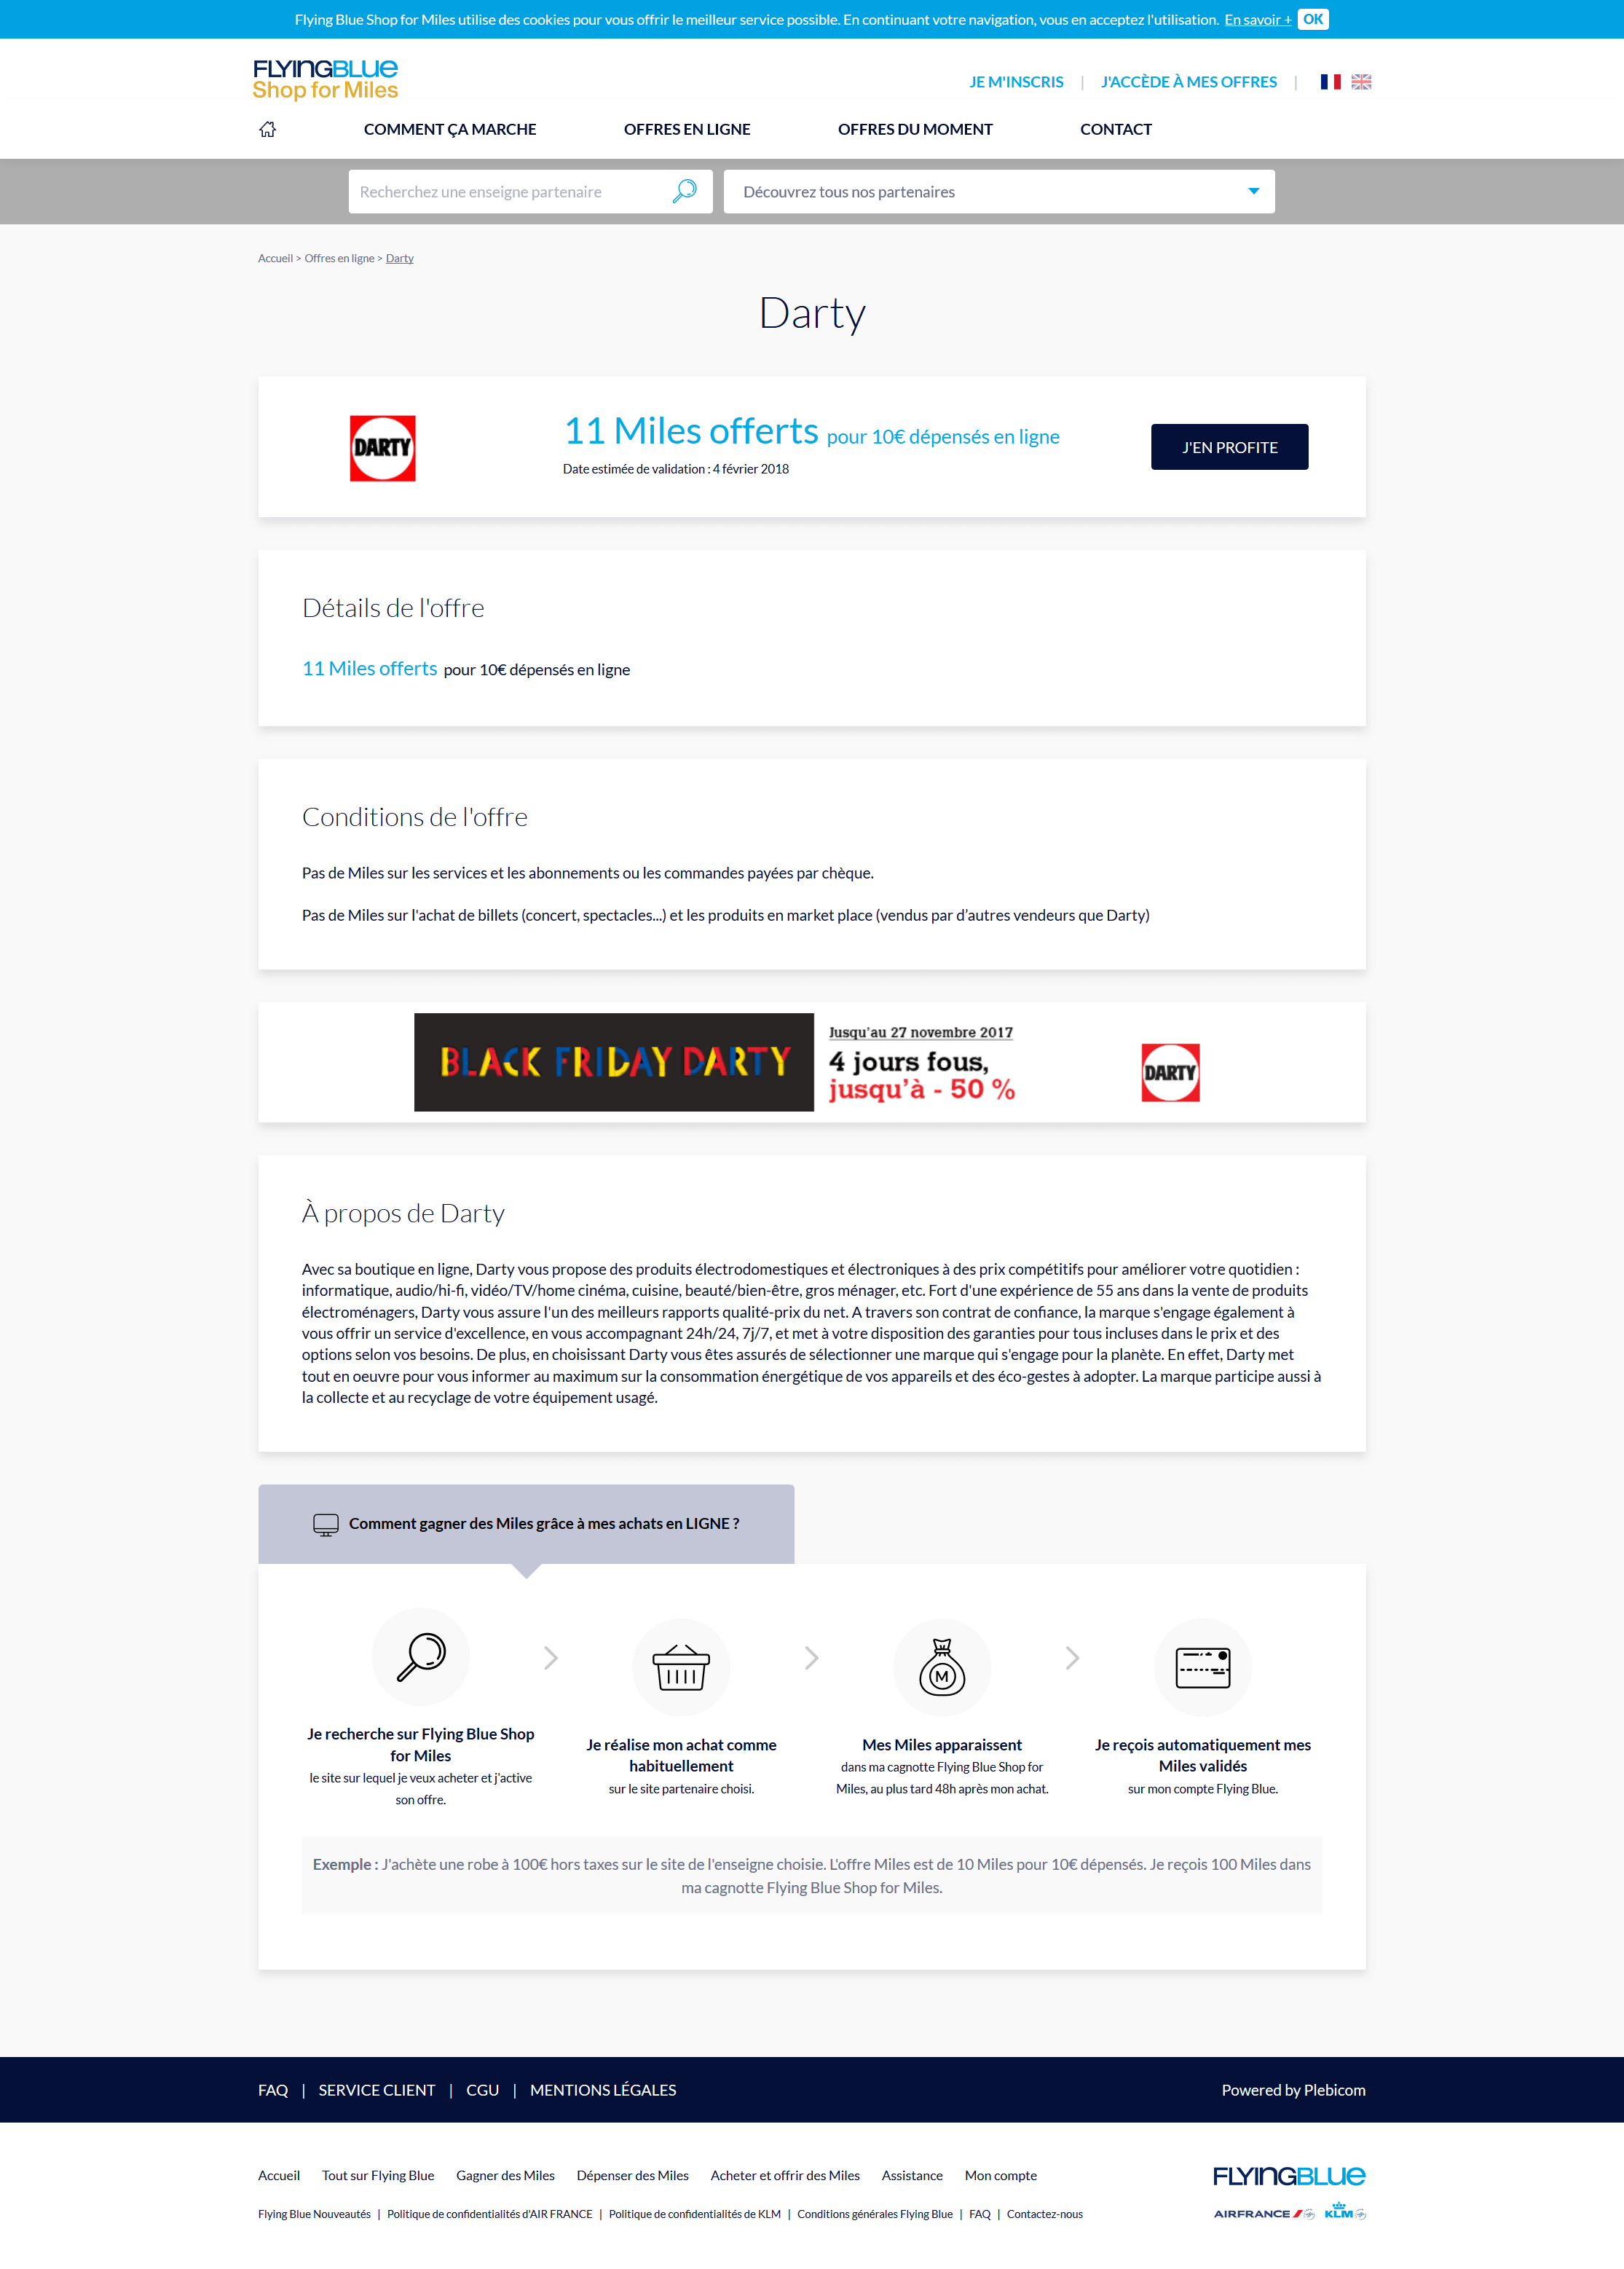 Flying Blue Shop for Miles utilise des cookies pour vous offrir le meilleur service possible. En continuant votre navigation, vous en acceptez l'utilisation. En savoir + OK
FLYINGBLUE
Shop for Miles
JE M'INSCRIS | J'ACCÈDE À MES OFFRES |
COMMENT ÇA MARCHE OFFRES EN LIGNE OFFRES DU MOMENT CONTACT
Recherchez une enseigne partenaire
Découvrez tous nos partenaires
Accueil > Offres en ligne > Darty
Darty
DARTY
11 Miles offerts pour 10€ dépensés en ligne
Date estimée de validation : 4 février 2018
J'EN PROFITE
Détails de l'offre
11 Miles offerts pour 10€ dépensés en ligne
Conditions de l'offre
Pas de Miles sur les services et les abonnements ou les commandes payées par chèque.
Pas de Miles sur l'achat de billets (concert, spectacles...) et les produits en market place (vendus par d’autres vendeurs que Darty)
BLACK FRIDAY DARTY
Jusqu'au 27 novembre 2017
4 jours fous,
jusqu'à - 50 %
DARTY
À propos de Darty
Avec sa boutique en ligne, Darty vous propose des produits électrodomestiques et électroniques à des prix compétitifs pour améliorer votre quotidien :
informatique, audio/hi-fi, vidéo/TV/home cinéma, cuisine, beauté/bien-être, gros ménager, etc. Fort d'une expérience de 55 ans dans la vente de produits
électroménagers, Darty vous assure l'un des meilleurs rapports qualité-prix du net. A travers son contrat de confiance, la marque s'engage également à
vous offrir un service d'excellence, en vous accompagnant 24h/24, 7j/7, et met à votre disposition des garanties pour tous incluses dans le prix et des
options selon vos besoins. De plus, en choisissant Darty vous êtes assurés de sélectionner une marque qui s'engage pour la planète. En effet, Darty met
tout en oeuvre pour vous informer au maximum sur la consommation énergétique de vos appareils et des éco-gestes à adopter. La marque participe aussi à
la collecte et au recyclage de votre équipement usagé.
Comment gagner des Miles grâce à mes achats en LIGNE ?
Je recherche sur Flying Blue Shop
for Miles
le site sur lequel je veux acheter et j'active
son offre.
Je réalise mon achat comme
habituellement
sur le site partenaire choisi.
M
Mes Miles apparaissent
dans ma cagnotte Flying Blue Shop for
Miles, au plus tard 48h après mon achat.
Je reçois automatiquement mes
Miles validés
sur mon compte Flying Blue.
Exemple : J'achète une robe à 100€ hors taxes sur le site de l'enseigne choisie. L'offre Miles est de 10 Miles pour 10€ dépensés. Je reçois 100 Miles dans
ma cagnotte Flying Blue Shop for Miles.
FAQ | SERVICE CLIENT | CGU | MENTIONS LÉGALES
Powered by Plebicom
Accueil Tout sur Flying Blue Gagner des Miles Dépenser des Miles Acheter et offrir des Miles Assistance Mon compte
FLYINGBLUE
Flying Blue Nouveautés | Politique de confidentialités d'AIR FRANCE | Politique de confidentialités de KLM | Conditions générales Flying Blue | FAQ | Contactez-nous
AIRFRANCE KLM